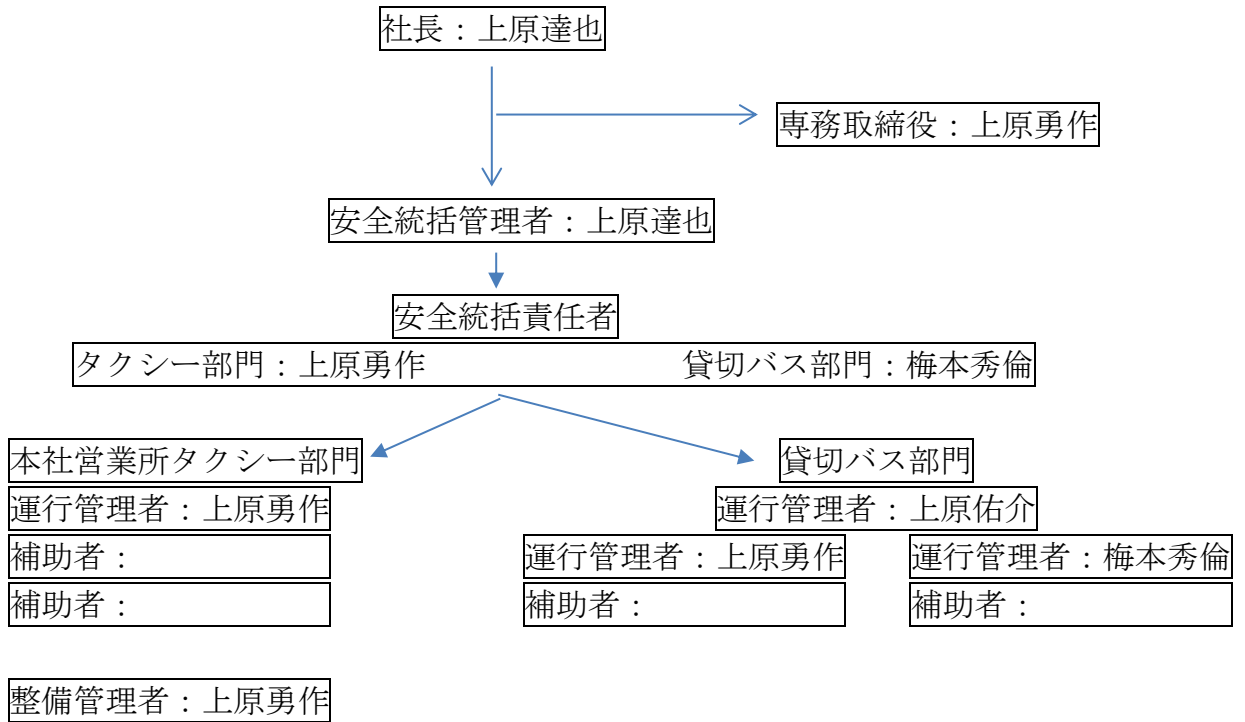 社長：上原達也
専務取締役：上原勇作
安全統括管理者：上原達也
安全統括責任者
タクシー部門：上原勇作 貸切バス部門：梅本秀倫
本社営業所タクシー部門 貸切バス部門
運行管理者：上原勇作 運行管理者：上原佑介
補助者： 運行管理者：上原勇作 運行管理者：梅本秀倫
補助者： 補助者： 補助者：
整備管理者：上原勇作